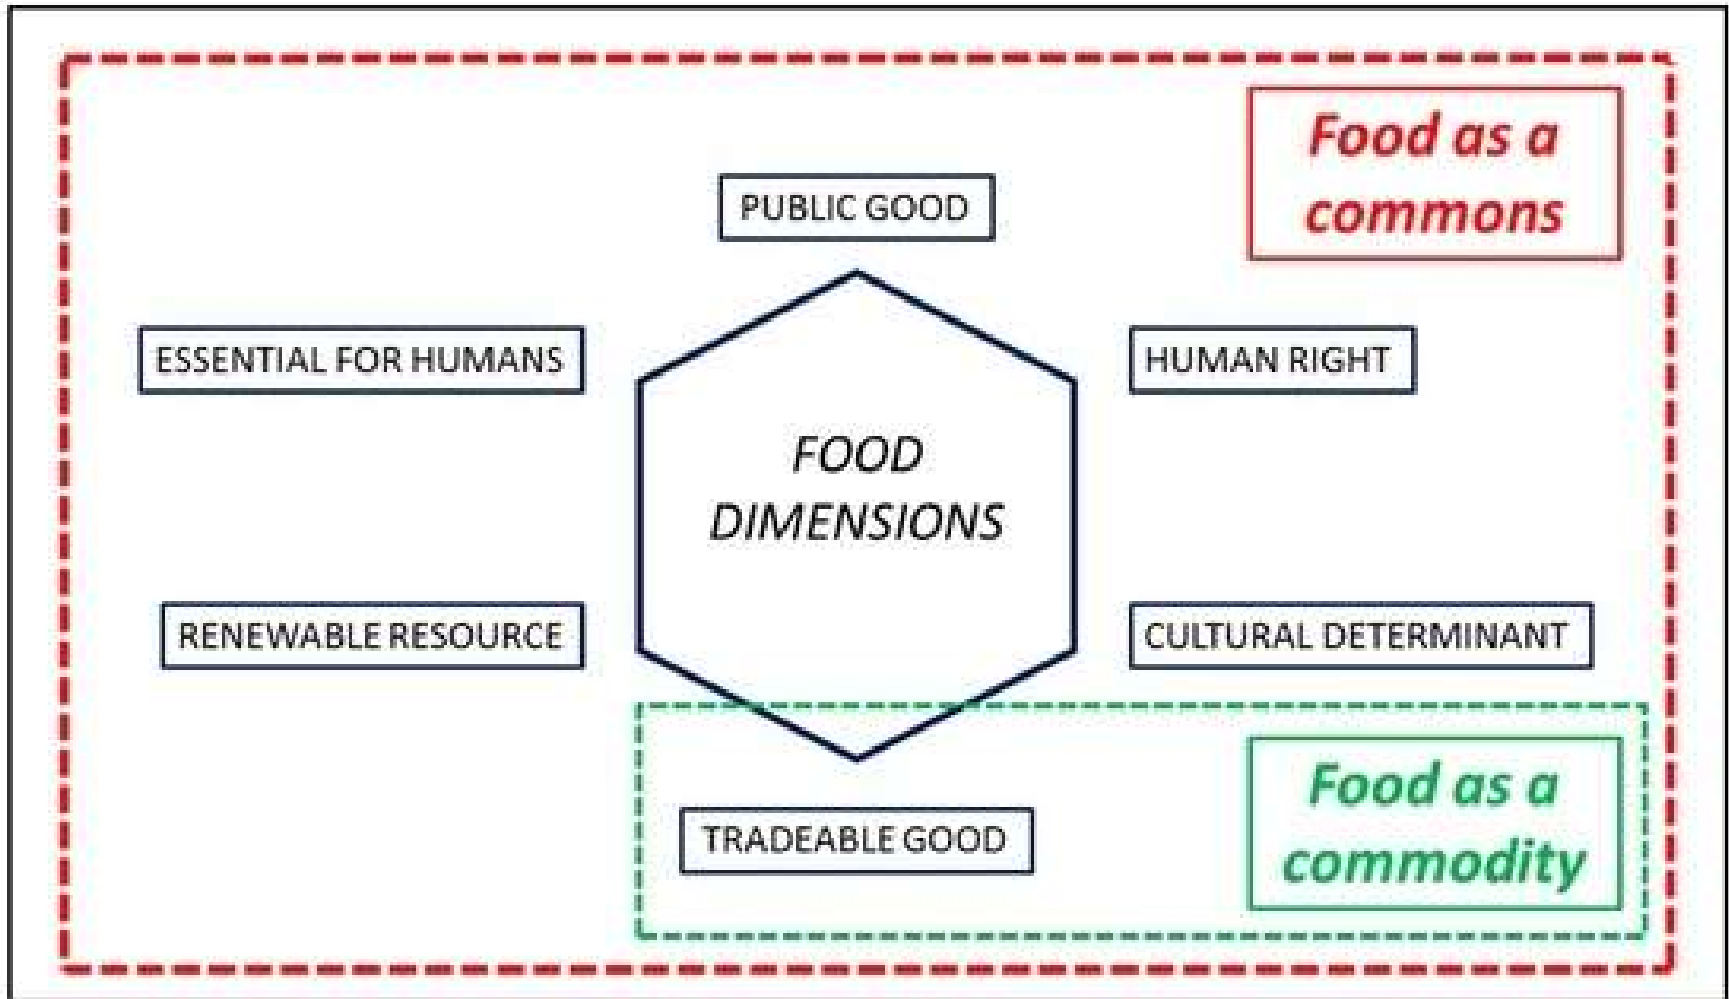 Food as a
commons
PUBLIC GOOD
ESSENTIAL FOR HUMANS
HUMAN RIGHT
FOOD
DIMENSIONS
RENEWABLE RESOURCE
CULTURAL DETERMINANT
TRADEABLE GOOD
Food as a
commodity